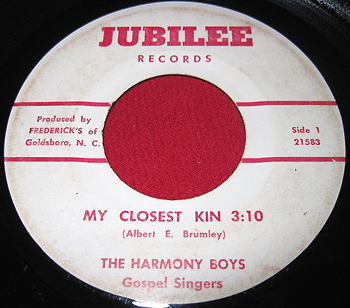 JUBILEE
RECORDS
Produced by
FREDERICK'S of
Goldsboro, N. C.
Side 1
21583
MY CLOSEST KIN 3:10
(Albert E. Brumley)
THE HARMONY BOYS
Gospel Singers